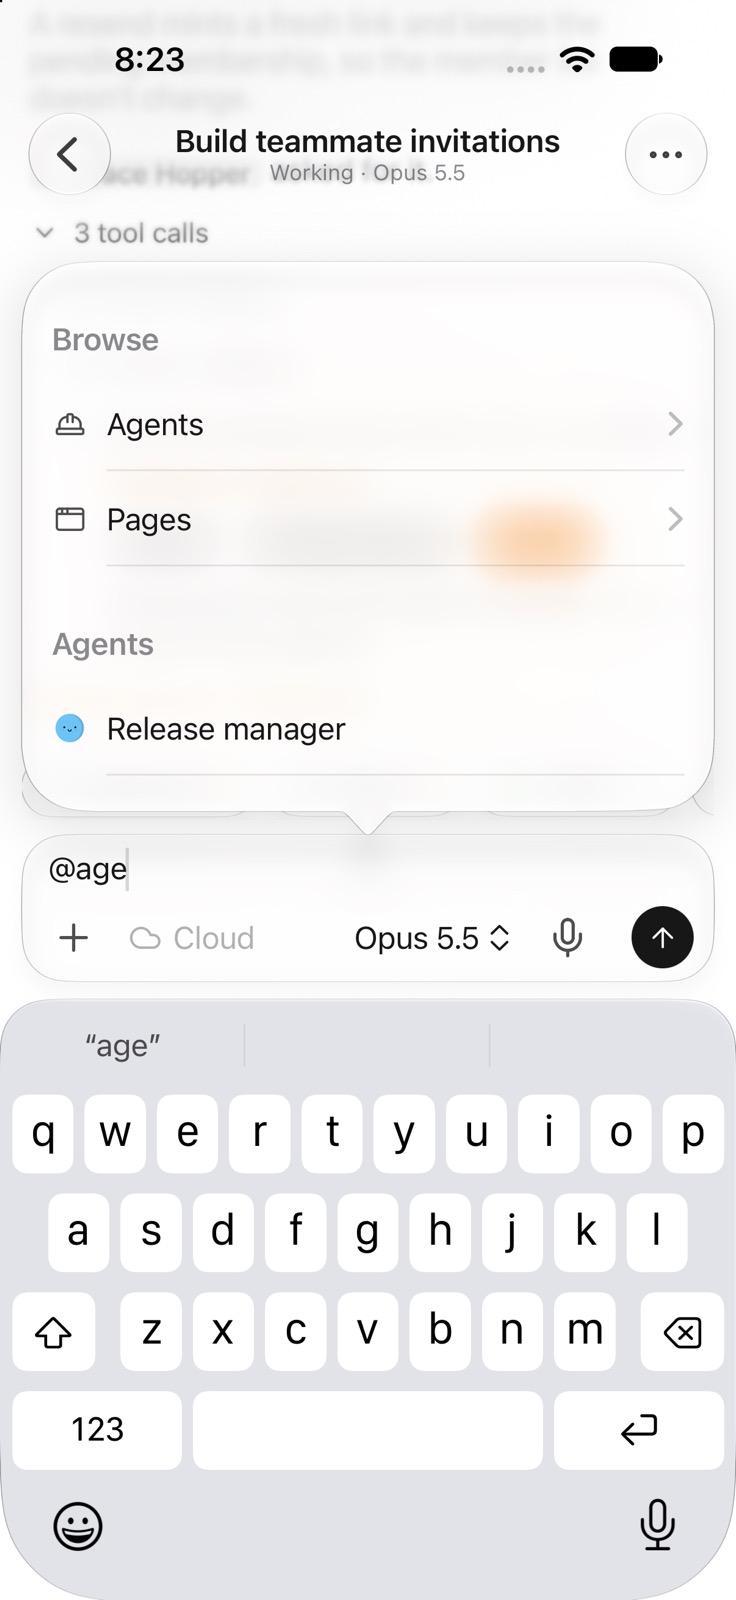 8:23
Build teammate invitations
Working · Opus 5.5
3 tool calls
Browse
Agents
Pages
Agents
Release manager
@age
Cloud
Opus 5.5
“age”
q w e r t y u i o p
a s d f g h j k l
z x c v b n m
123